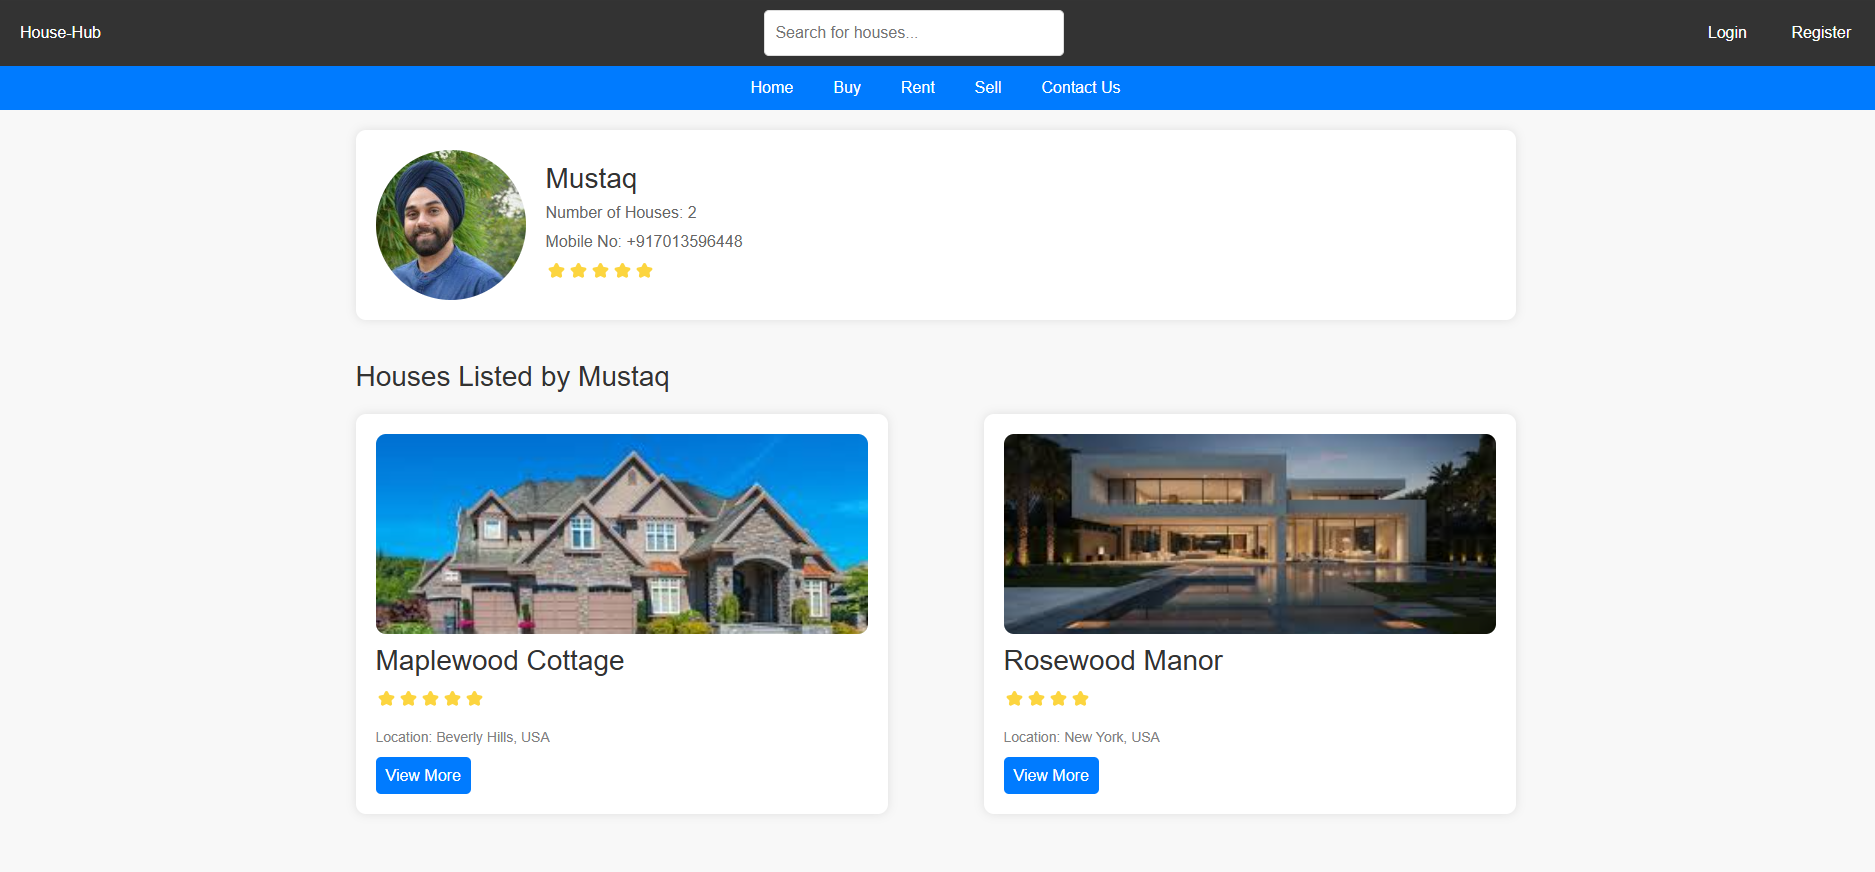 House-Hub
Search for houses...
Login
Register
Home
Buy
Rent
Sell
Contact Us
Mustaq
Number of Houses: 2
Mobile No: +917013596448
Houses Listed by Mustaq
Maplewood Cottage
Location: Beverly Hills, USA
View More
Rosewood Manor
Location: New York, USA
View More